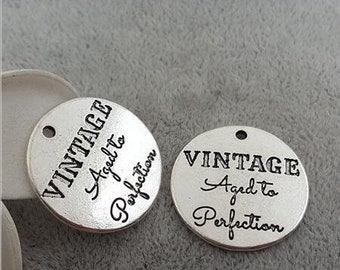 VINTAGE
Aged to
Perfection
VINTAGE
Aged to
Perfection